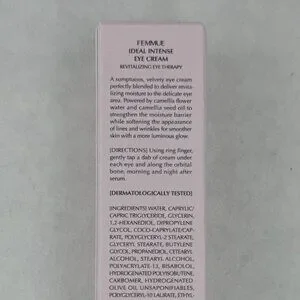 FEMMUE
IDEAL INTENSE
EYE CREAM
REVITALIZING EYE THERAPY
A sumptuous, velvety eye cream
perfectly blended to deliver revita-
lizing moisture to the delicate eye
area. Powered by camellia flower
water and camellia seed oil to
strengthen the moisture barrier
while softening the appearance
of lines and wrinkles for smoother
skin with a more luminous glow.
[DIRECTIONS] Using ring finger,
gently tap a dab of cream under
each eye and along the orbital
bone, morning and night after
serum.
[DERMATOLOGICALLY TESTED]
[INGREDIENTS] WATER, CAPRYLIC/
CAPRIC TRIGLYCERIDE, GLYCERIN,
1,2-HEXANEDIOL, DIPROPYLENE
GLYCOL, COCO-CAPRYLATE/CAP-
RATE, POLYGLYCERYL-2 STEARATE,
GLYCERYL STEARATE, BUTYLENE
GLYCOL, PROPANEDIOL, CETEARYL
ALCOHOL, STEARYL ALCOHOL,
POLYACRYLATE-13, BISABOLOL,
HYDROGENATED POLYISOBUTENE,
CARBOMER, HYDROGENATED
OLIVE OIL UNSAPONIFIABLES,
POLYGLYCERYL-10 LAURATE, ETHYL-